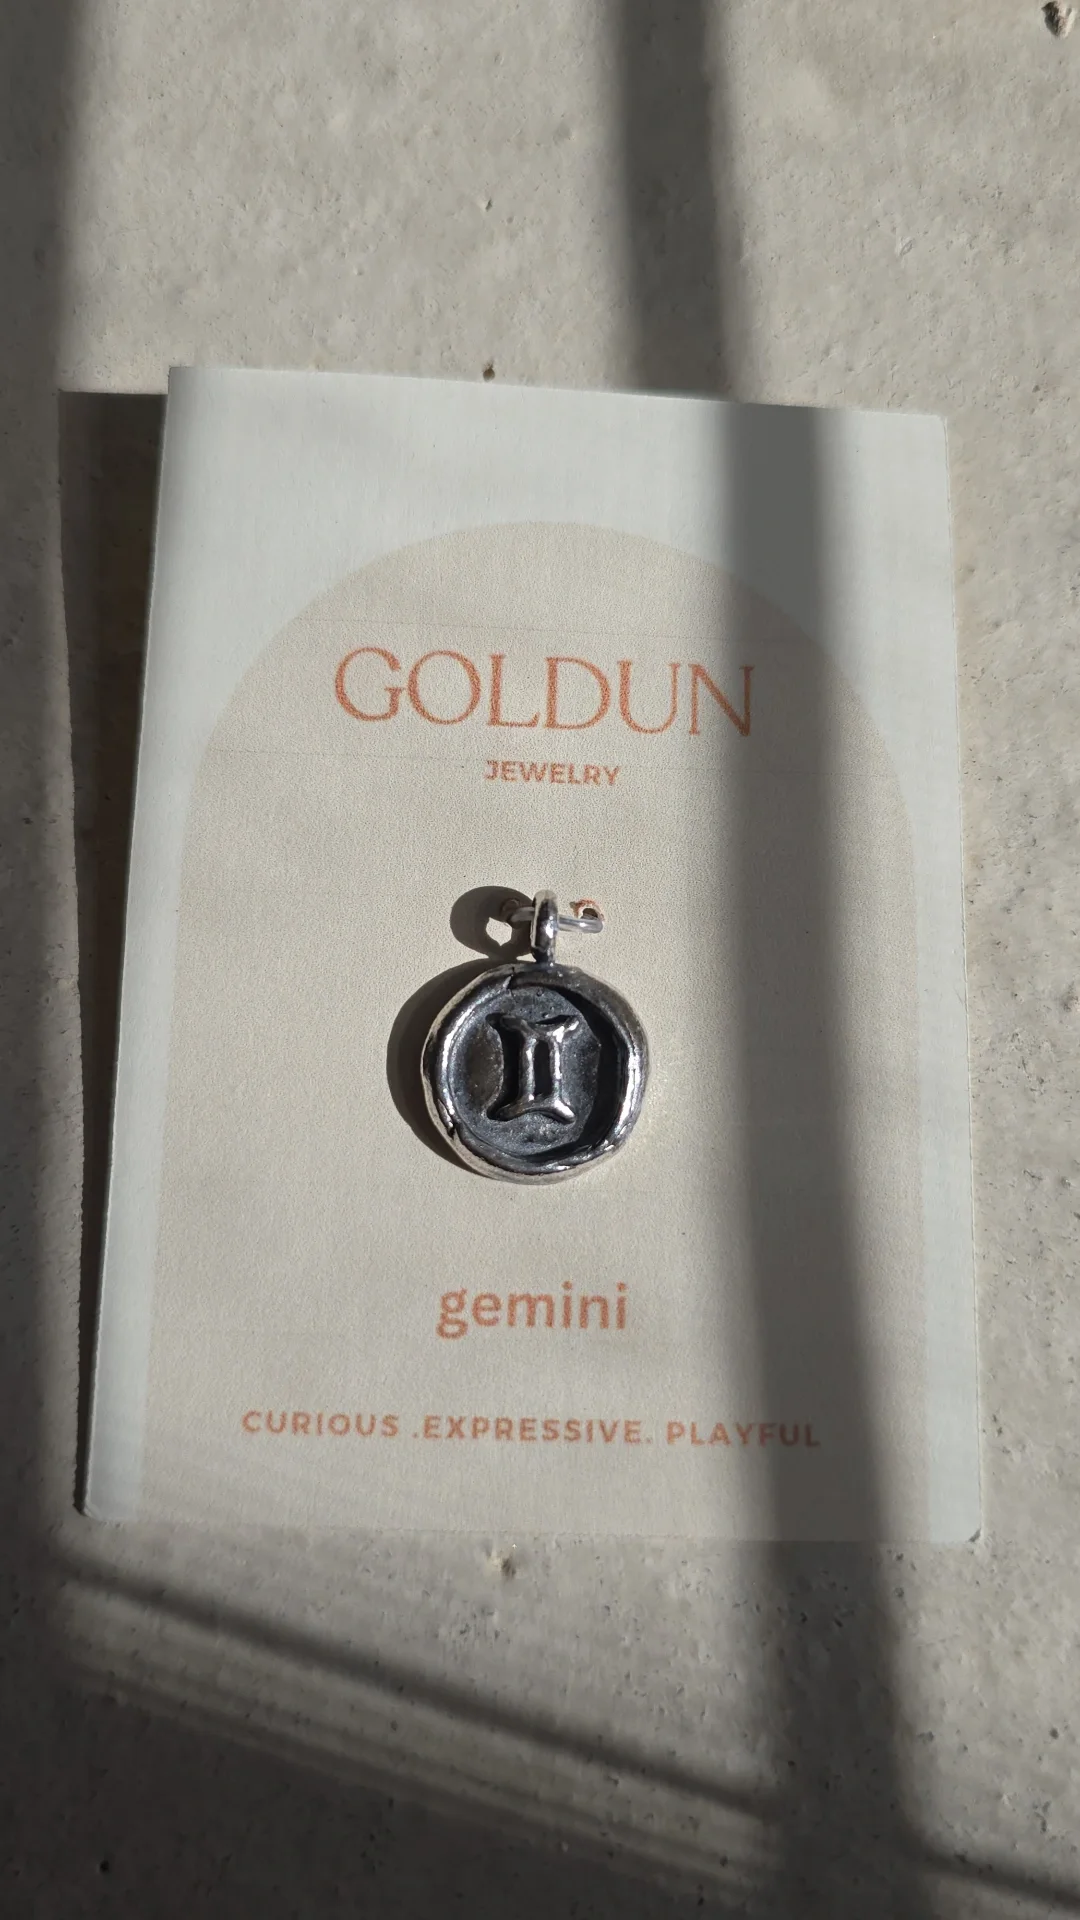 GOLDUN
JEWELRY
gemini
CURIOUS .EXPRESSIVE. PLAYFUL